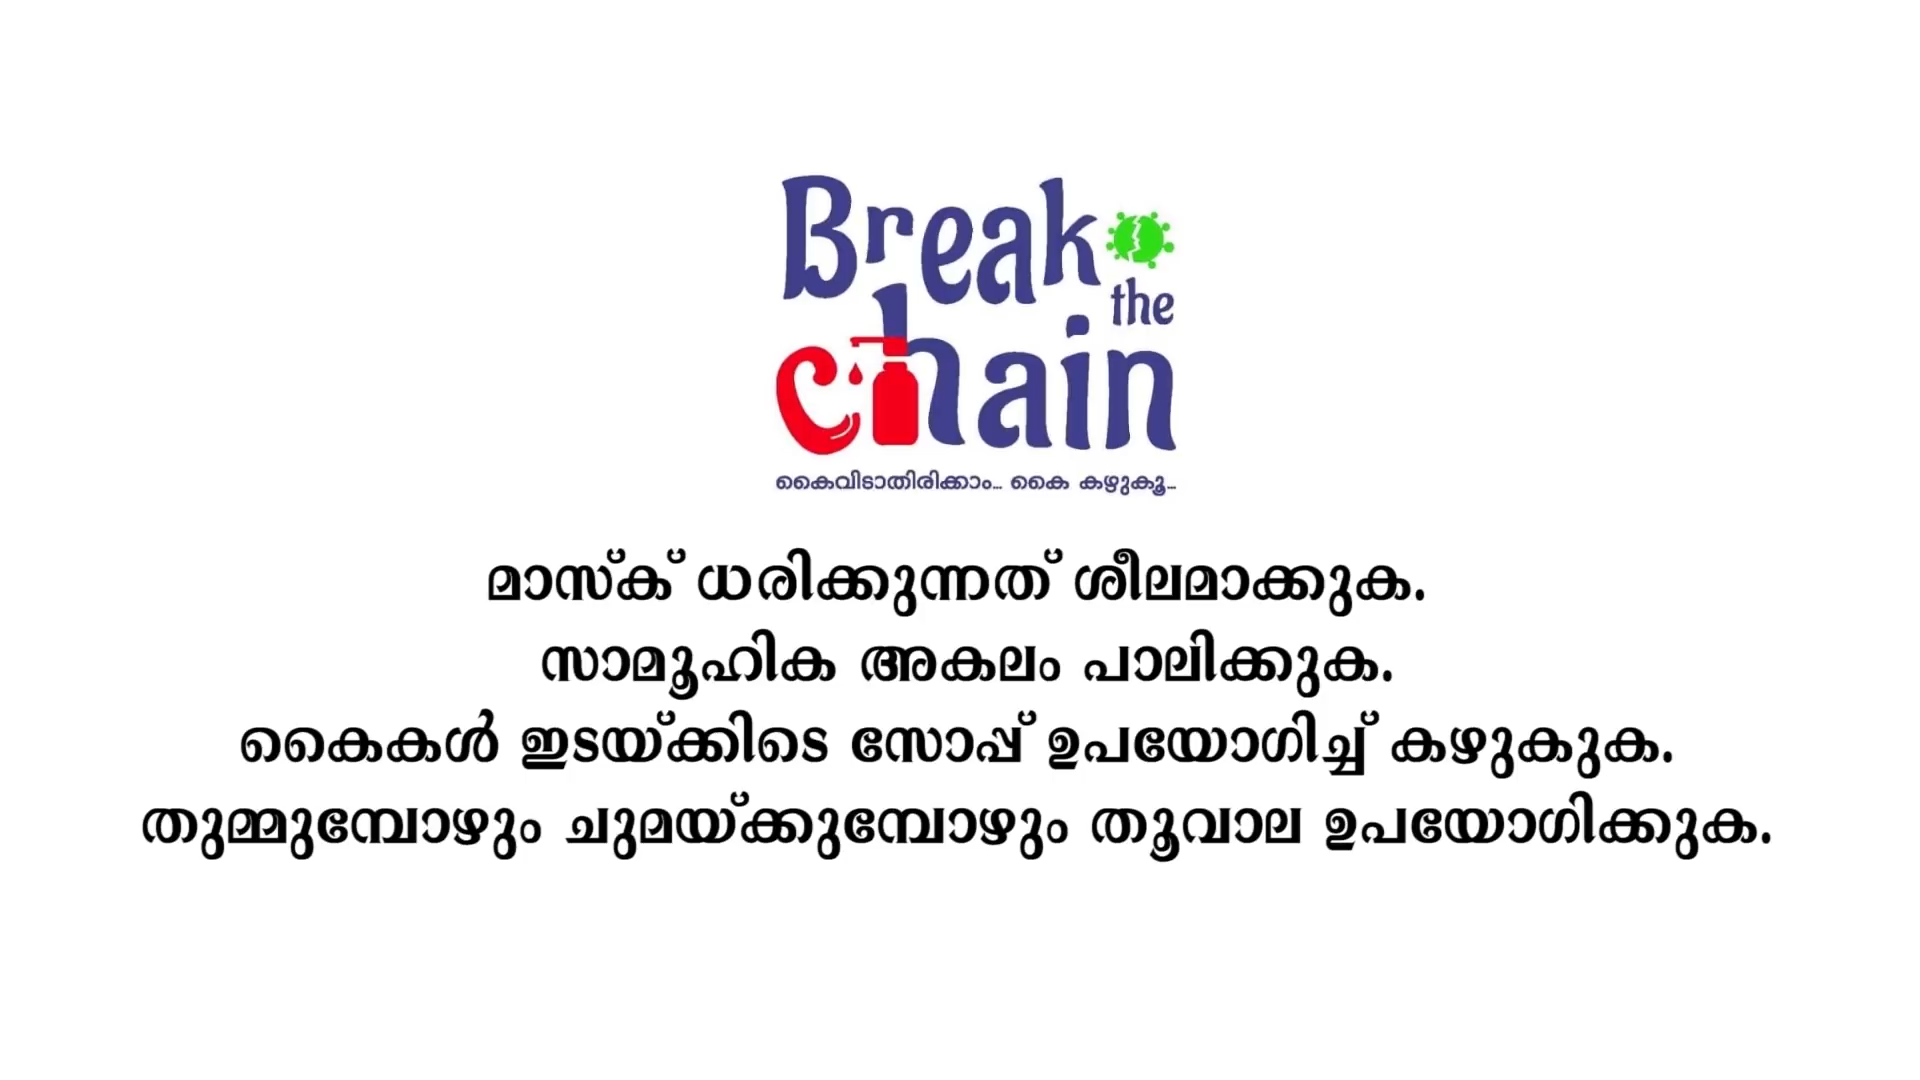 Break
the
chain
കൈവിടാതിരിക്കാം... കൈ കഴുകൂ...
മാസ്ക് ധരിക്കുന്നത് ശീലമാക്കുക.
സാമൂഹിക അകലം പാലിക്കുക.
കൈകൾ ഇടയ്ക്കിടെ സോപ്പ് ഉപയോഗിച്ച് കഴുകുക.
തുമ്മുമ്പോഴും ചുമയ്ക്കുമ്പോഴും തൂവാല ഉപയോഗിക്കുക.